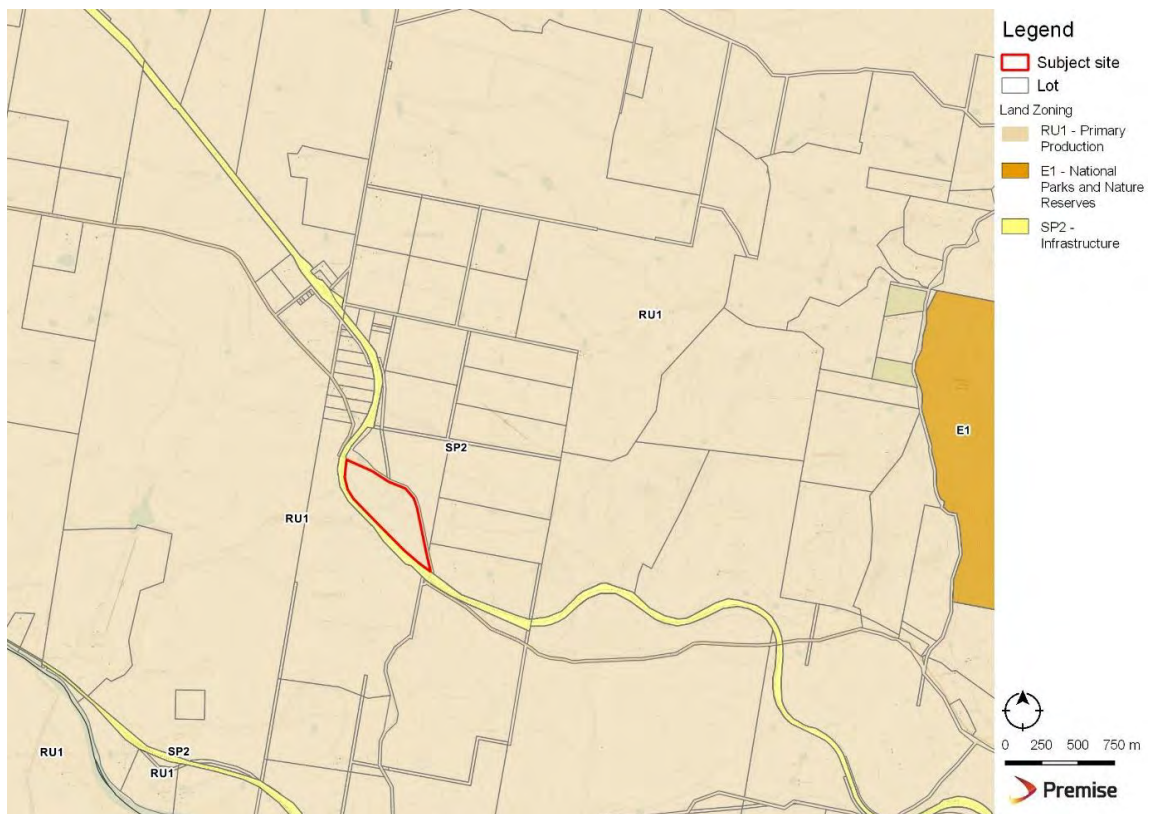 Legend
Subject site
Lot
Land Zoning
RU1 - Primary
Production
E1 - National
Parks and Nature
Reserves
SP2 -
Infrastructure
RU1
E1
SP2
RU1
RU1
SP2
RU1
0 250 500 750 m
Premise